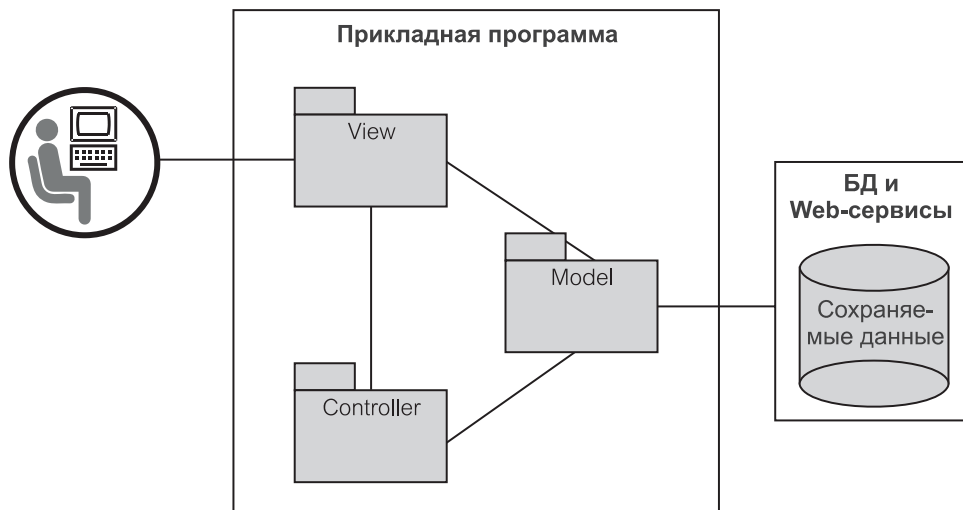 Прикладная программа
View
Model
Controller
БД и
Web-сервисы
Сохраняе-
мые данные